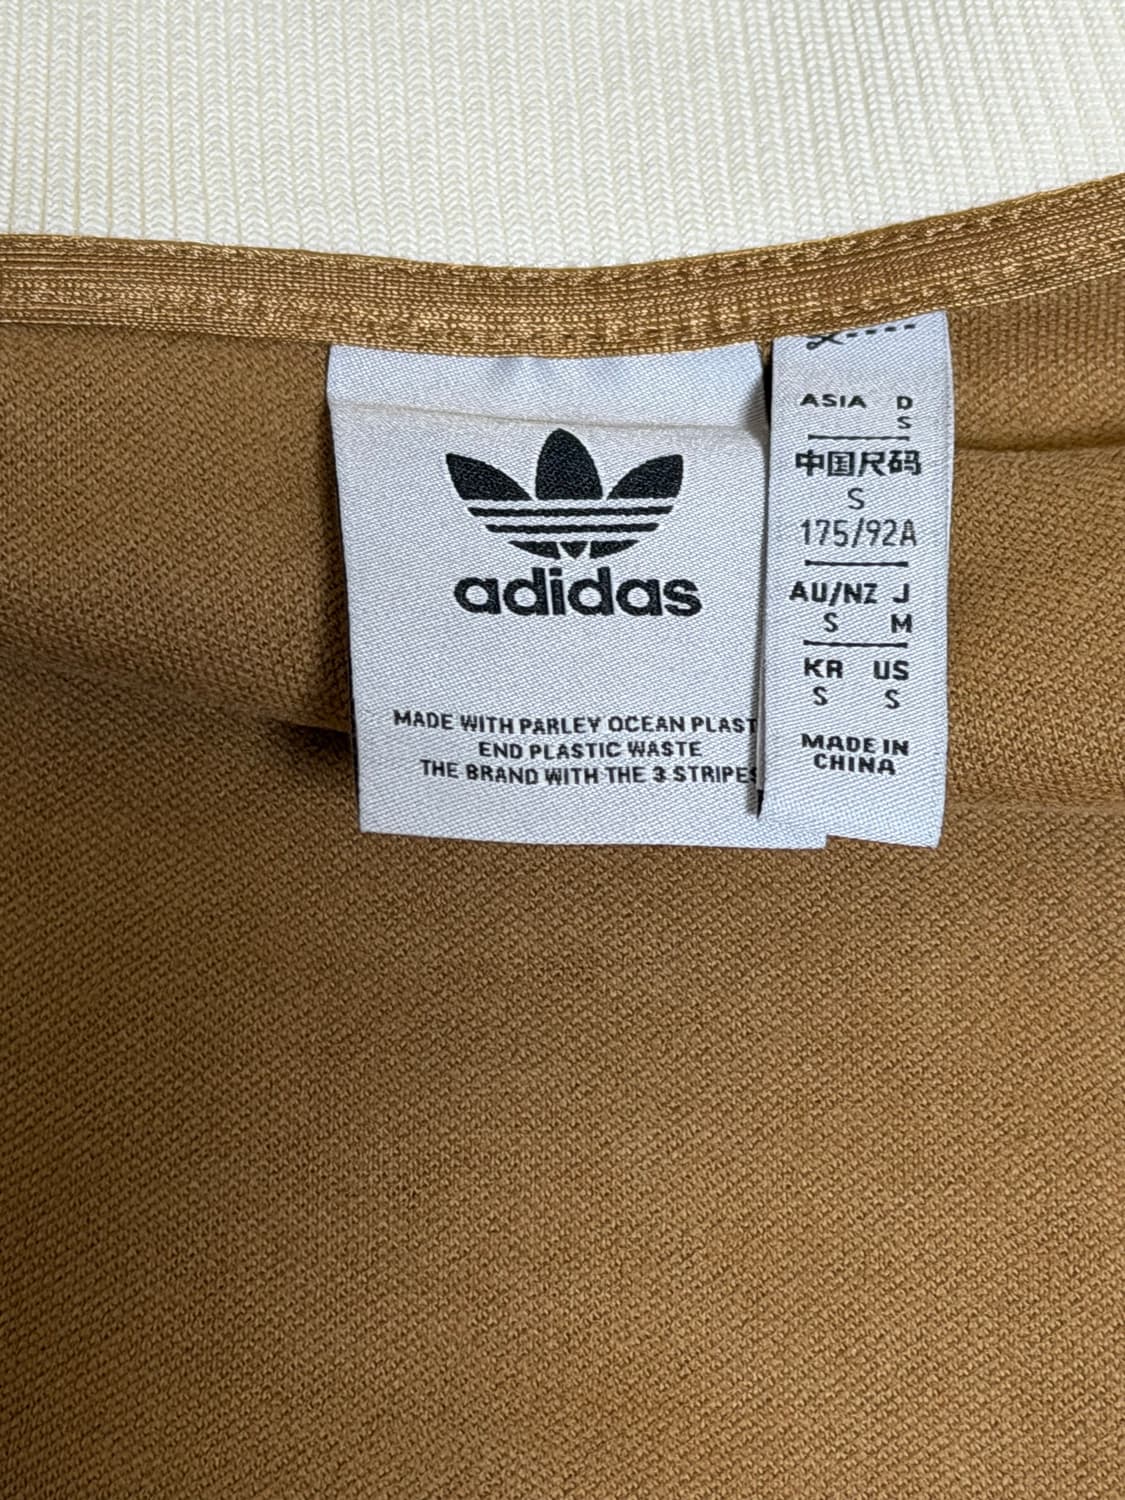 adidas
MADE WITH PARLEY OCEAN PLAST
END PLASTIC WASTE
THE BRAND WITH THE 3 STRIPES
ASIA D
S
中国尺码
S
175/92A
AU/NZ J
S M
KR US
S S
MADE IN
CHINA